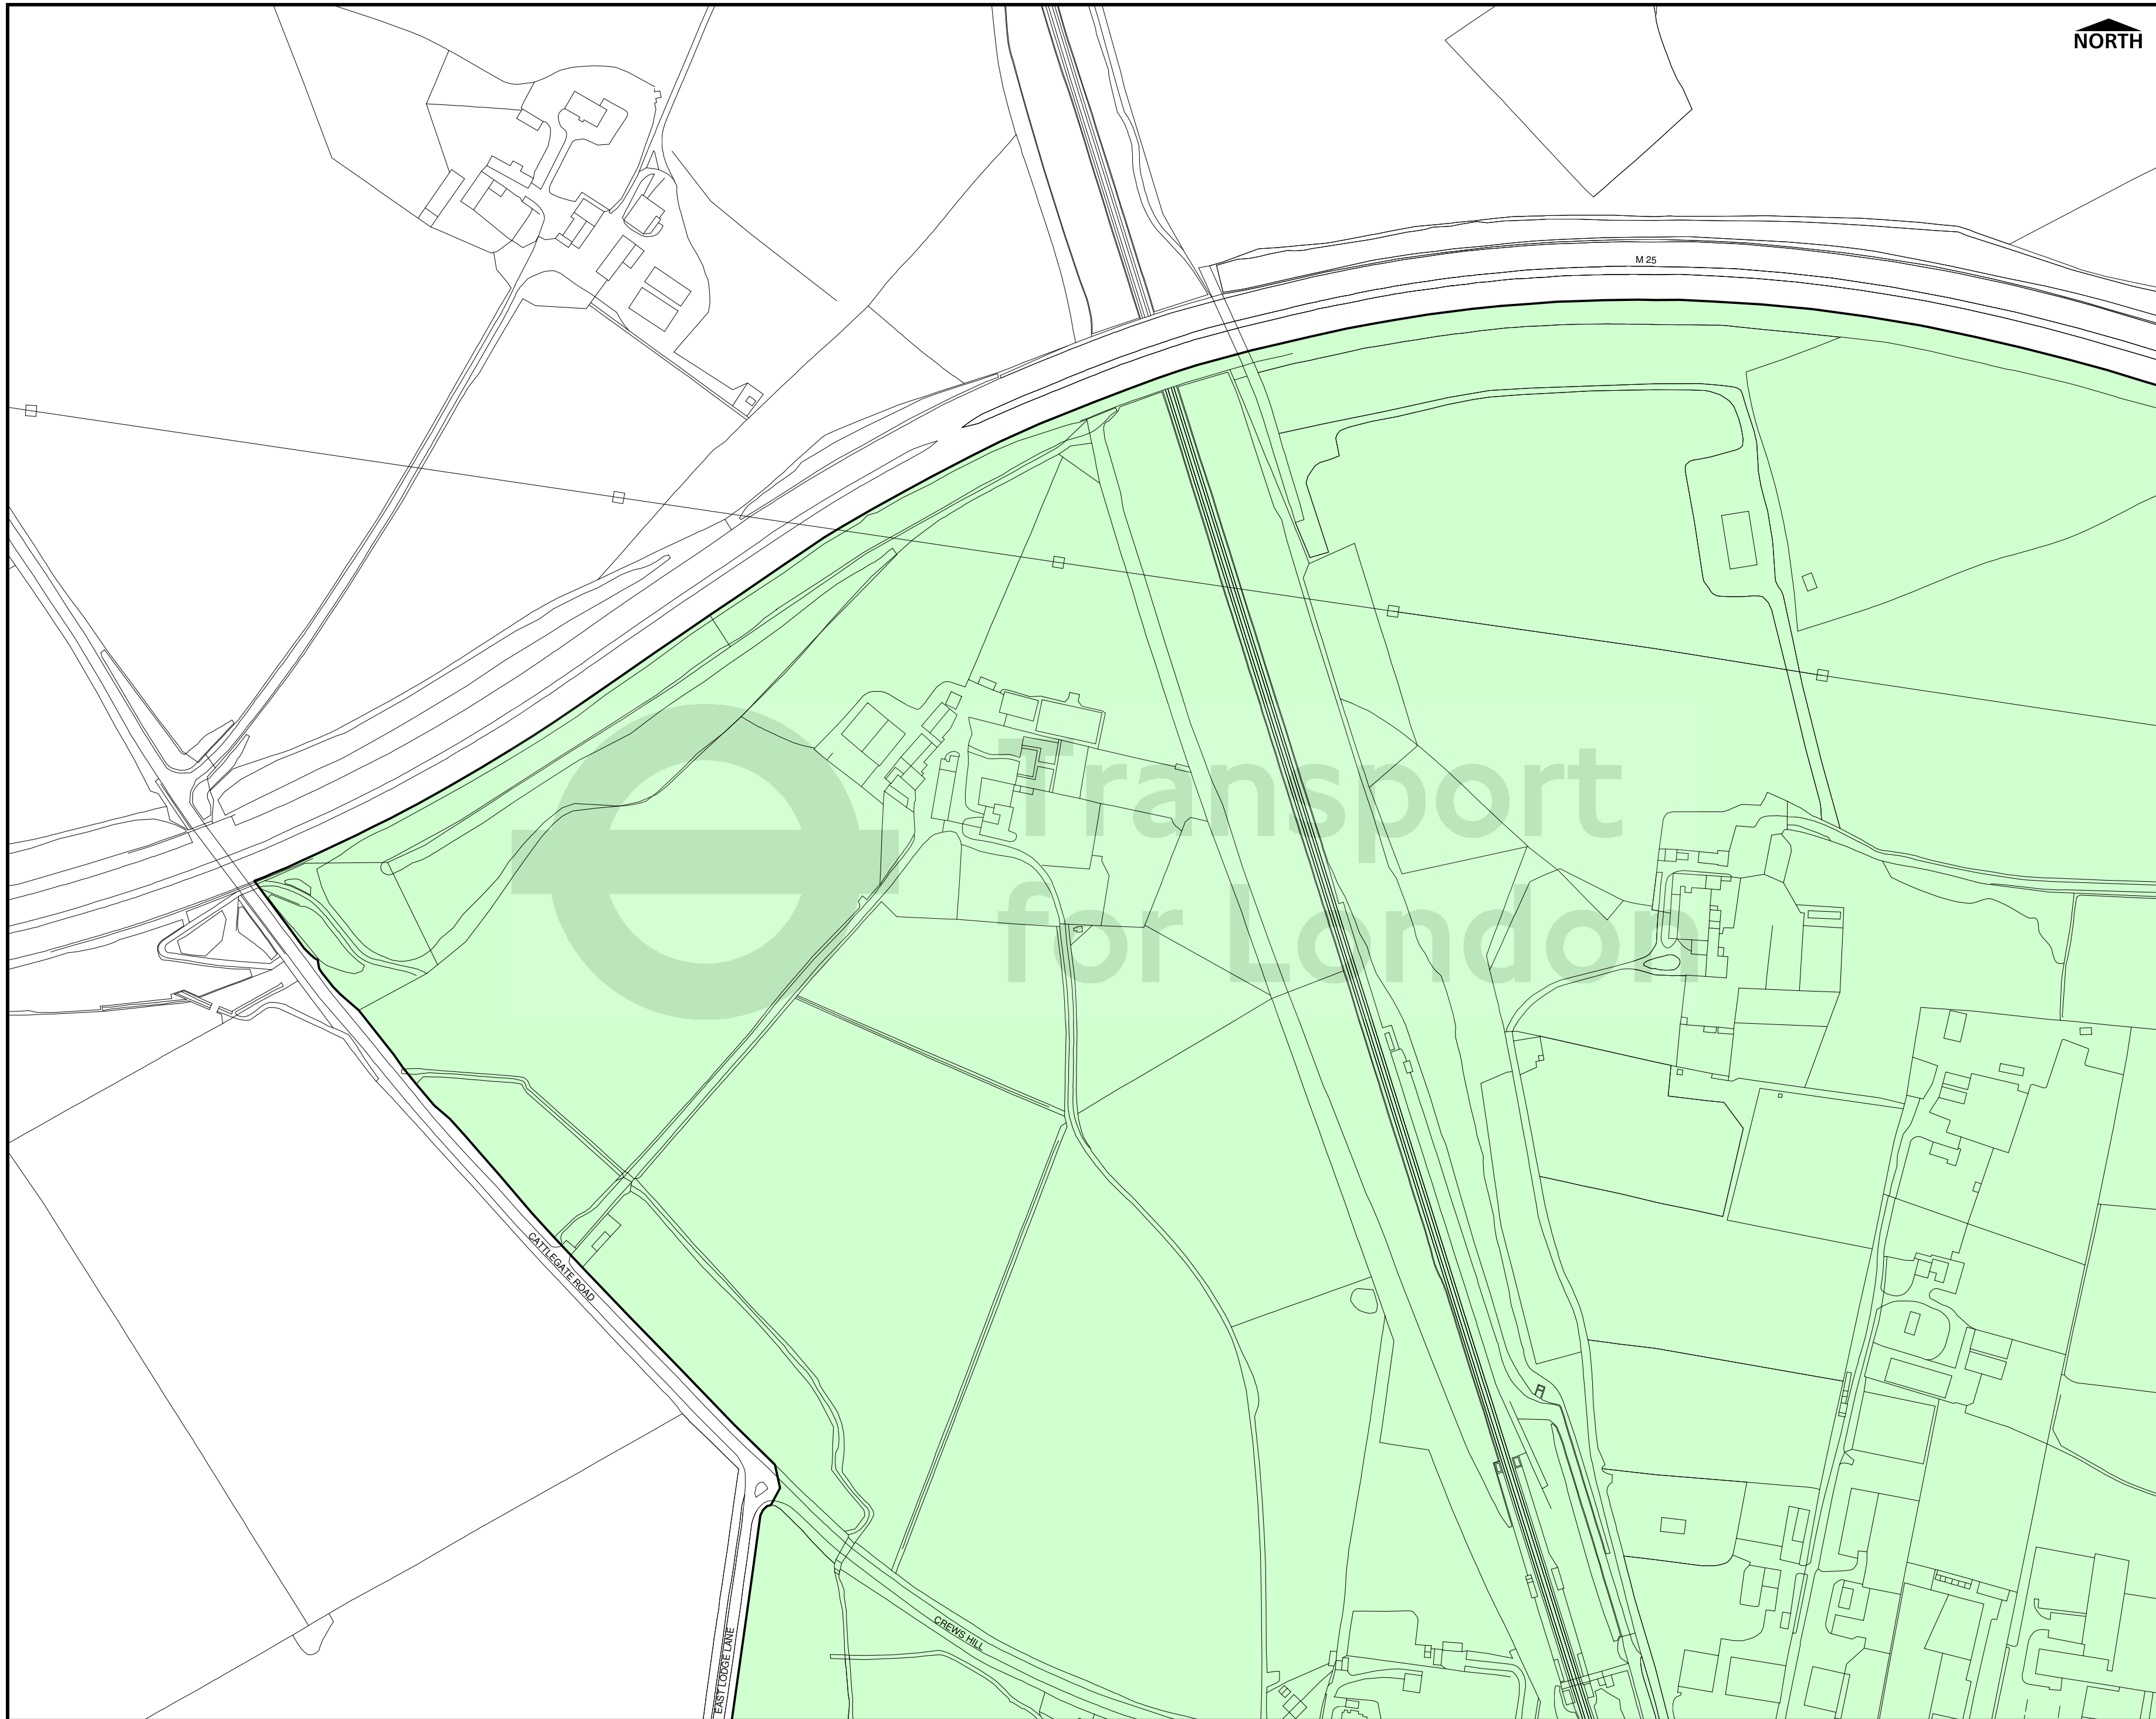 NORTH
M 25
Transport
for London
CATTLEGATE ROAD
CREWS HILL
EAST LODGE LANE